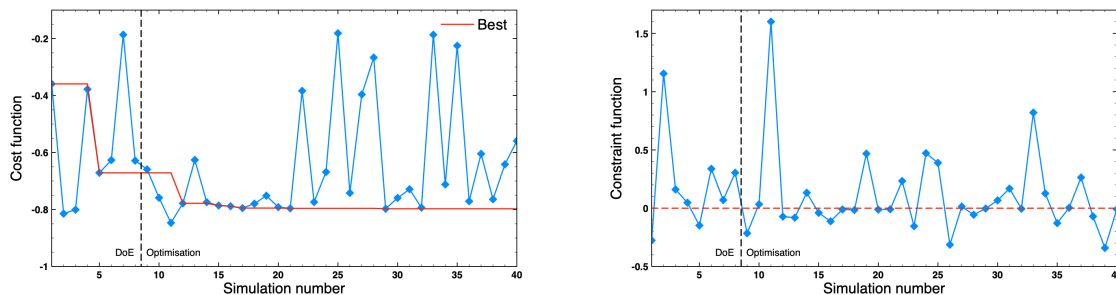 Best
Cost function
-0.2
-0.4
-0.6
-0.8
-1
DoE
Optimisation
5
10
15
20
25
30
35
40
Simulation number
Constraint function
1.5
1
0.5
0
-0.5
DoE
Optimisation
5
10
15
20
25
30
35
40
Simulation number